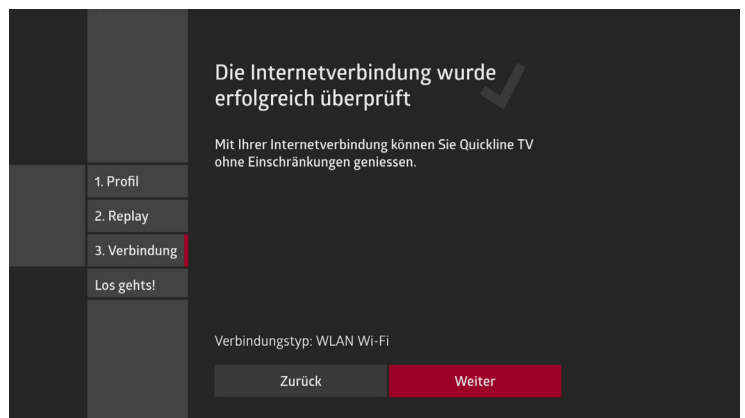 Die Internetverbindung wurde
erfolgreich überprüft
Mit Ihrer Internetverbindung können Sie Quickline TV
ohne Einschränkungen geniessen.
1. Profil
2. Replay
3. Verbindung
Los gehts!
Verbindungstyp: WLAN Wi-Fi
Zurück
Weiter